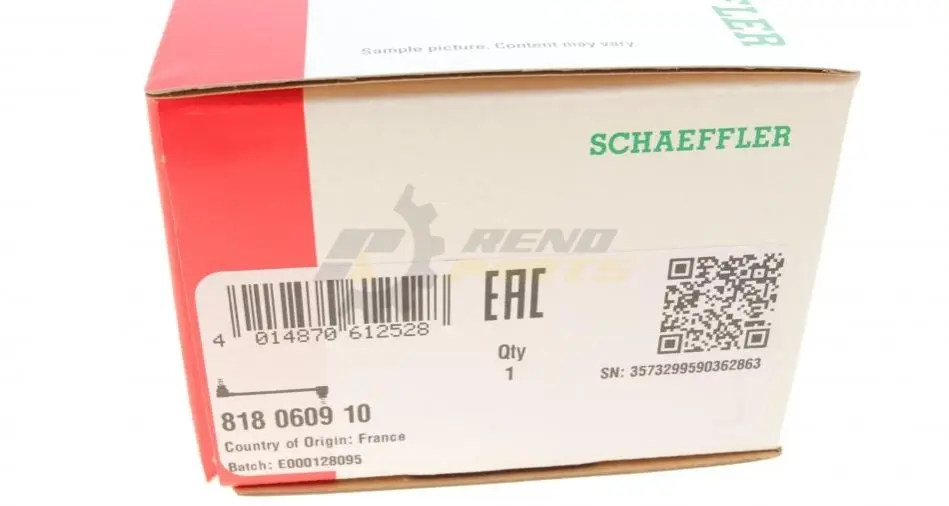 FLER
Sample picture. Content may vary.
SCHAEFFLER
RENO
PARTS
4 014870 612528
EAC
Qty
1
SN: 3573299590362863
818 0609 10
Country of Origin: France
Batch: E000128095